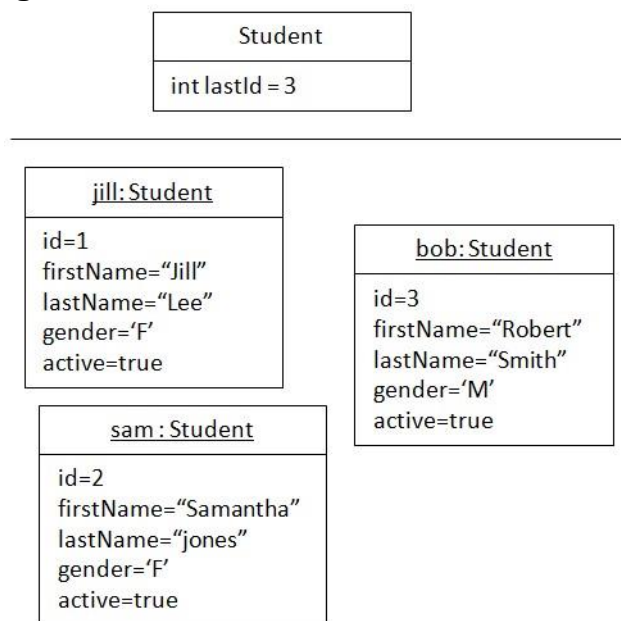 Student
int lastId = 3
jill: Student
id=1
firstName=“Jill”
lastName=“Lee”
gender=‘F’
active=true
bob: Student
id=3
firstName=“Robert”
lastName=“Smith”
gender=‘M’
active=true
sam : Student
id=2
firstName=“Samantha”
lastName=“jones”
gender=‘F’
active=true